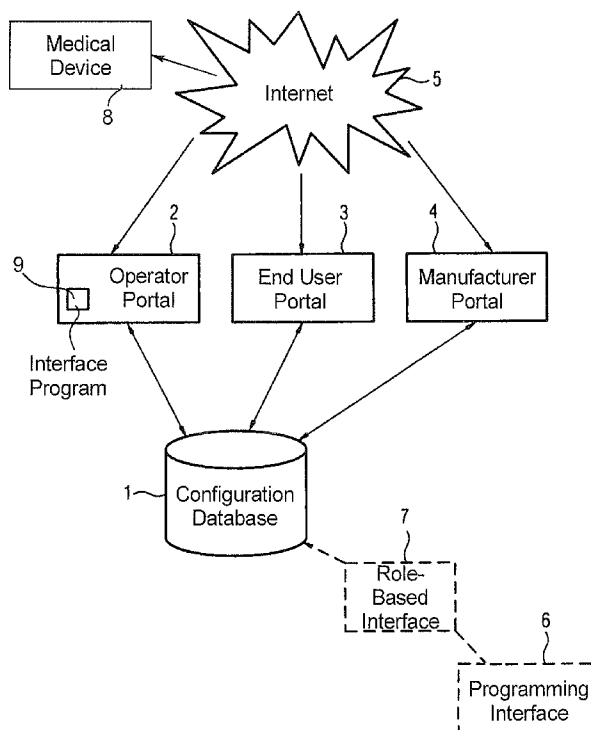 Medical
Device
8
Internet
5
2
3
4
9
Operator
Portal
End User
Portal
Manufacturer
Portal
Interface
Program
1
Configuration
Database
7
Role-
Based
Interface
6
Programming
Interface